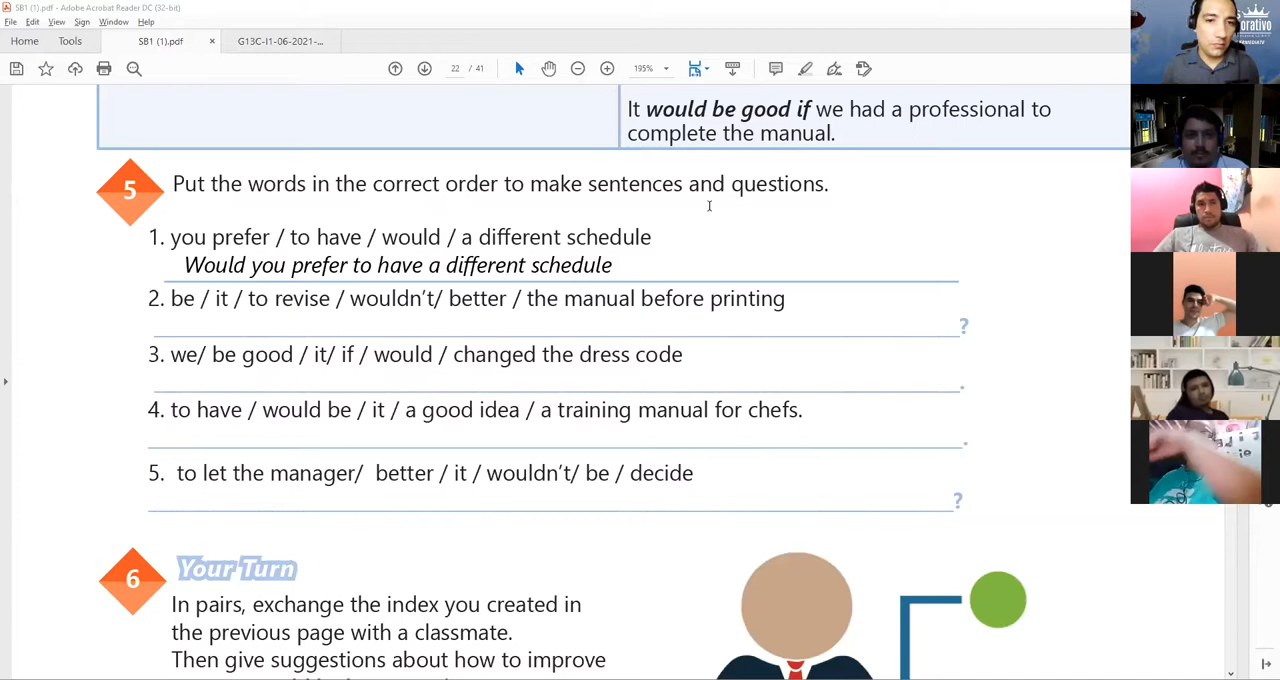 SB1 (1).pdf - Adobe Acrobat Reader DC (32-bit)
File Edit View Sign Window Help
Home Tools SB1 (1).pdf × G13C-I1-06-2021-...
22 / 41 195%
It would be good if we had a professional to
complete the manual.
5 Put the words in the correct order to make sentences and questions.
1. you prefer / to have / would / a different schedule
Would you prefer to have a different schedule
2. be / it / to revise / wouldn't/ better / the manual before printing
?
3. we/ be good / it/ if / would / changed the dress code
.
4. to have / would be / it / a good idea / a training manual for chefs.
.
5. to let the manager/ better / it / wouldn't/ be / decide
?
6 Your Turn
In pairs, exchange the index you created in
the previous page with a classmate.
Then give suggestions about how to improve